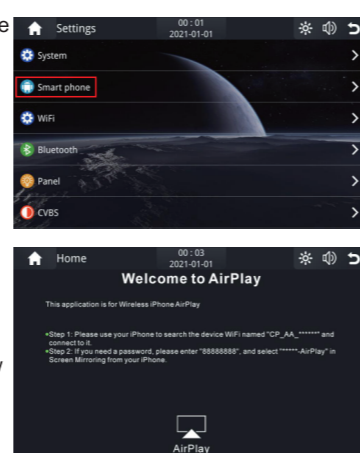 e
Settings
00 : 01
2021-01-01
System
Smart phone
WiFi
Bluetooth
Panel
CVBS
Home
00 : 03
2021-01-01
Welcome to AirPlay
This application is for Wireless iPhone AirPlay
•Step 1: Please use your iPhone to search the device WiFi named "CP_AA_******" and
connect to it.
•Step 2: If you need a password, please enter "88888888", and select "*****-AirPlay" in
Screen Mirroring from your iPhone.
AirPlay